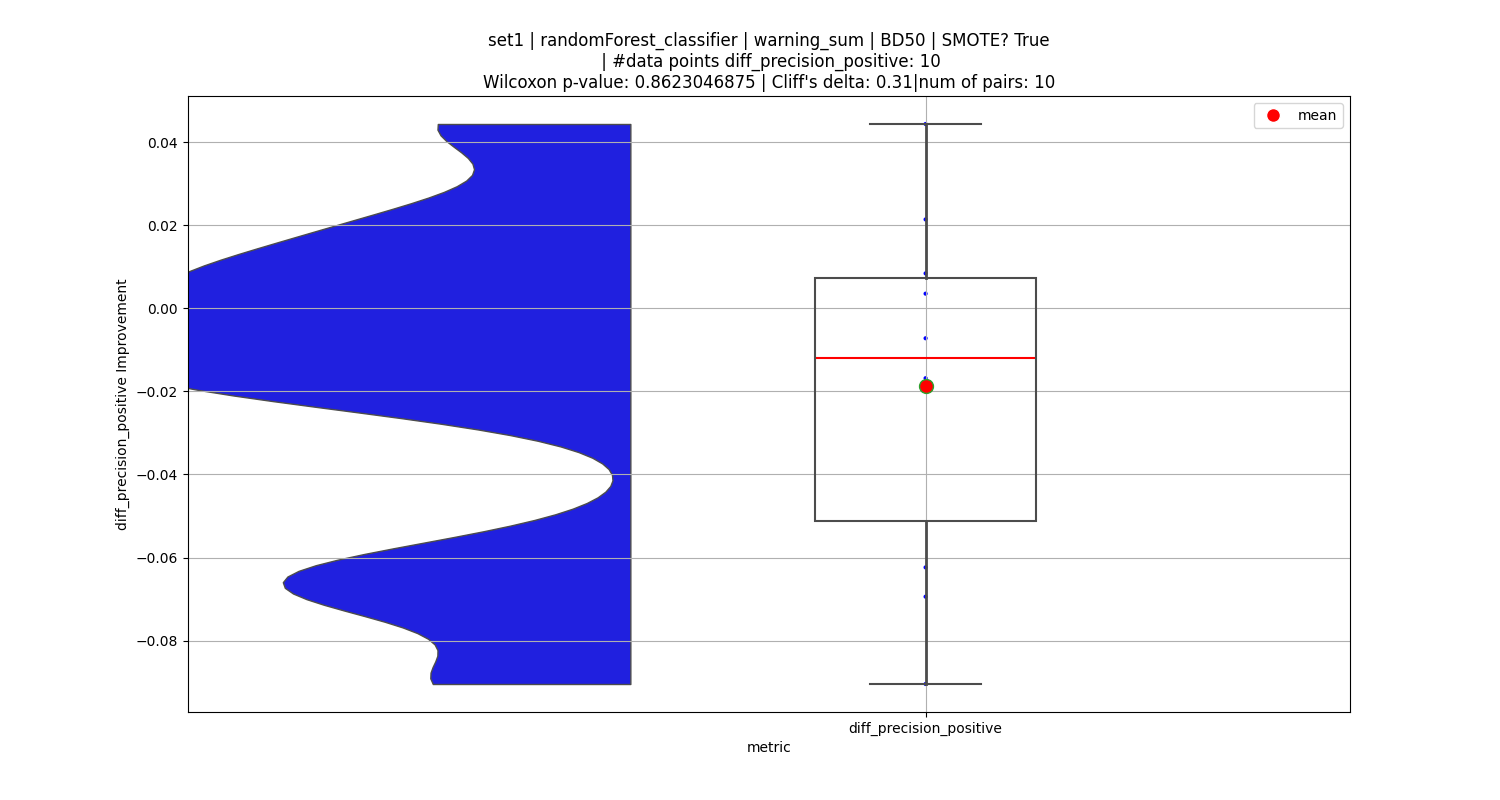 set1 | randomForest_classifier | warning_sum | BD50 | SMOTE? True
| #data points diff_precision_positive: 10
Wilcoxon p-value: 0.8623046875 | Cliff's delta: 0.31|num of pairs: 10
mean
0.04
0.02
0.00
−0.02
−0.04
−0.06
−0.08
diff_precision_positive Improvement
diff_precision_positive
metric